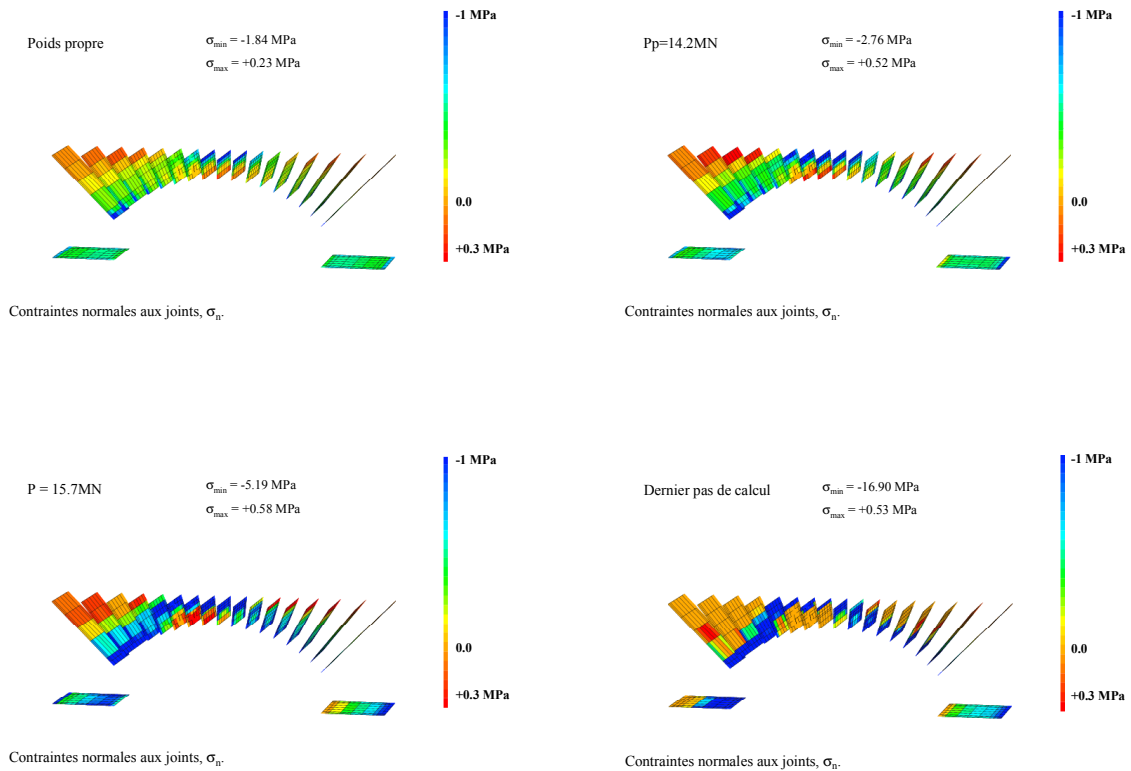 Poids propre
σmin = -1.84 MPa
σmax = +0.23 MPa
-1 MPa
0.0
+0.3 MPa
Contraintes normales aux joints, σn.
Pp=14.2MN
σmin = -2.76 MPa
σmax = +0.52 MPa
-1 MPa
0.0
+0.3 MPa
Contraintes normales aux joints, σn.
P = 15.7MN
σmin = -5.19 MPa
σmax = +0.58 MPa
-1 MPa
0.0
+0.3 MPa
Contraintes normales aux joints, σn.
Dernier pas de calcul
σmin = -16.90 MPa
σmax = +0.53 MPa
-1 MPa
0.0
+0.3 MPa
Contraintes normales aux joints, σn.